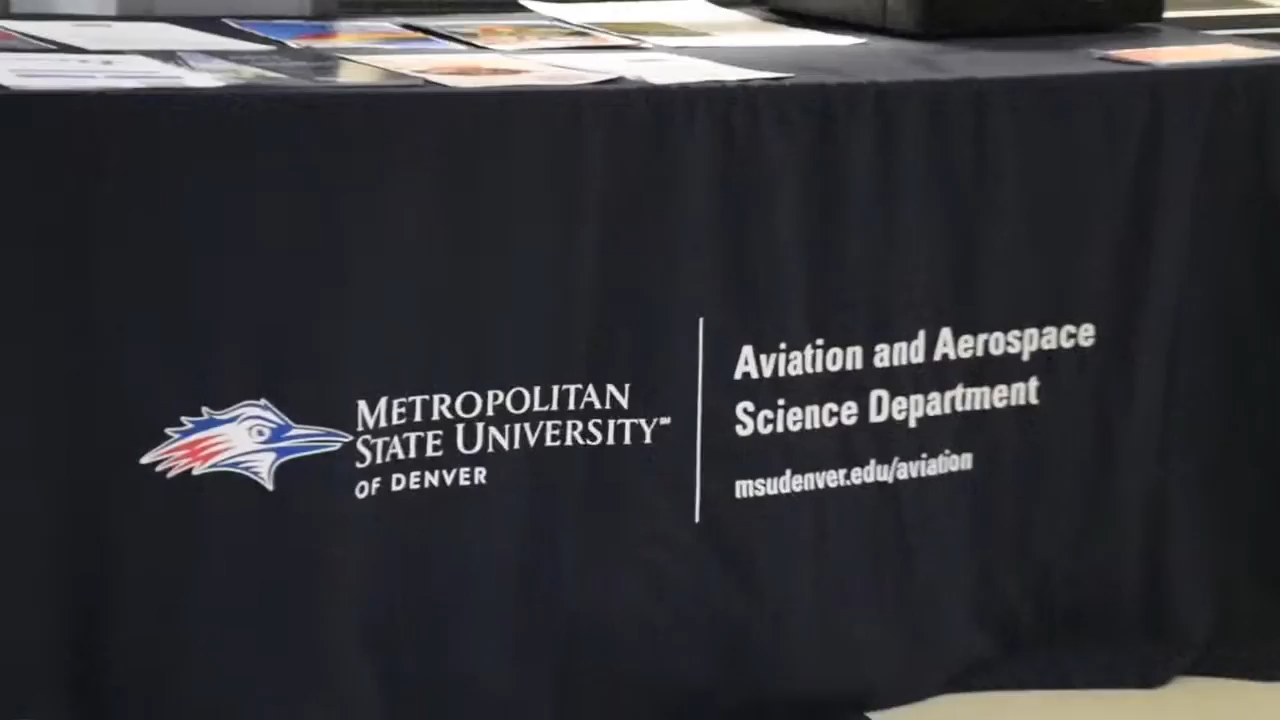 METROPOLITAN
STATE UNIVERSITY™
OF DENVER
Aviation and Aerospace
Science Department
msudenver.edu/aviation